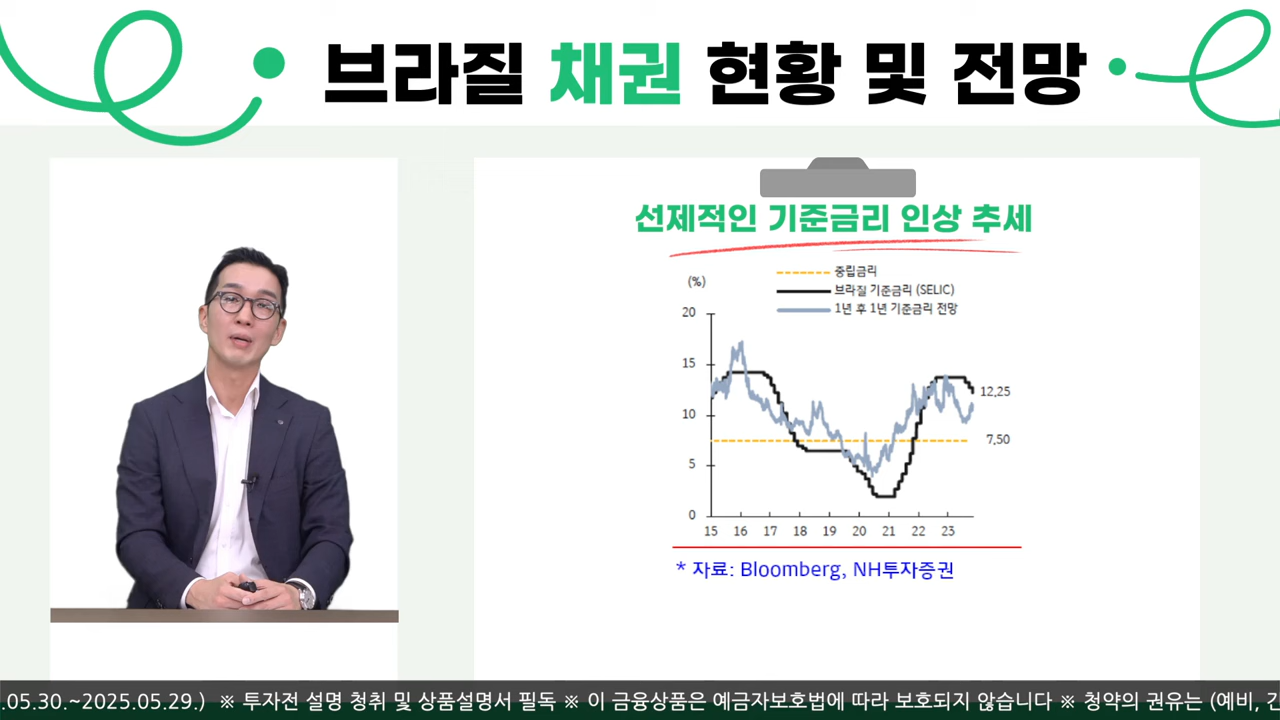 브라질 채권 현황 및 전망
선제적인 기준금리 인상 추세
(%)
중립금리
브라질 기준금리 (SELIC)
1년 후 1년 기준금리 전망
20
15
10
5
0
12,25
7,50
15 16 17 18 19 20 21 22 23
* 자료: Bloomberg, NH투자증권
.05.30.~2025.05.29.) ※ 투자전 설명 청취 및 상품설명서 필독 ※ 이 금융상품은 예금자보호법에 따라 보호되지 않습니다 ※ 청약의 권유는 (예비, 간